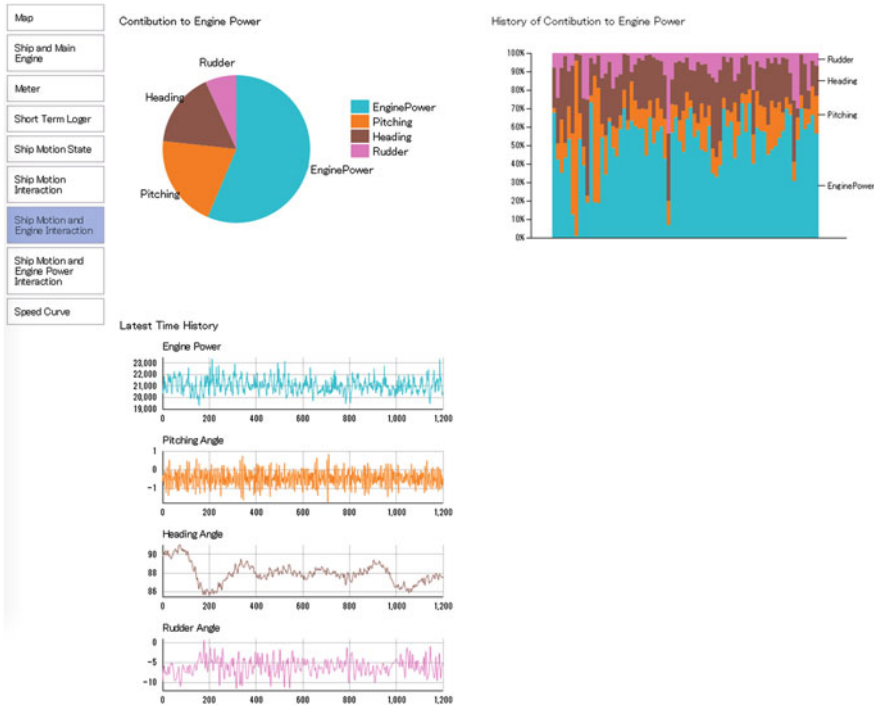 Map
Ship and Main
Engine
Meter
Short Term Loger
Ship Motion State
Ship Motion
Interaction
Ship Motion and
Engine Interaction
Ship Motion and
Engine Power
Interaction
Speed Curve
Contibution to Engine Power
Rudder
Heading
Pitching
EnginePower
EnginePower
Pitching
Heading
Rudder
History of Contibution to Engine Power
100%
90%
80%
70%
60%
50%
40%
30%
20%
10%
0%
Rudder
Heading
Pitching
EnginePower
Latest Time History
Engine Power
23,000
22,000
21,000
20,000
19,000
0 200 400 600 800 1,000 1,200
Pitching Angle
1
0
-1
0 200 400 600 800 1,000 1,200
Heading Angle
90
88
86
0 200 400 600 800 1,000 1,200
Rudder Angle
0
-5
-10
0 200 400 600 800 1,000 1,200